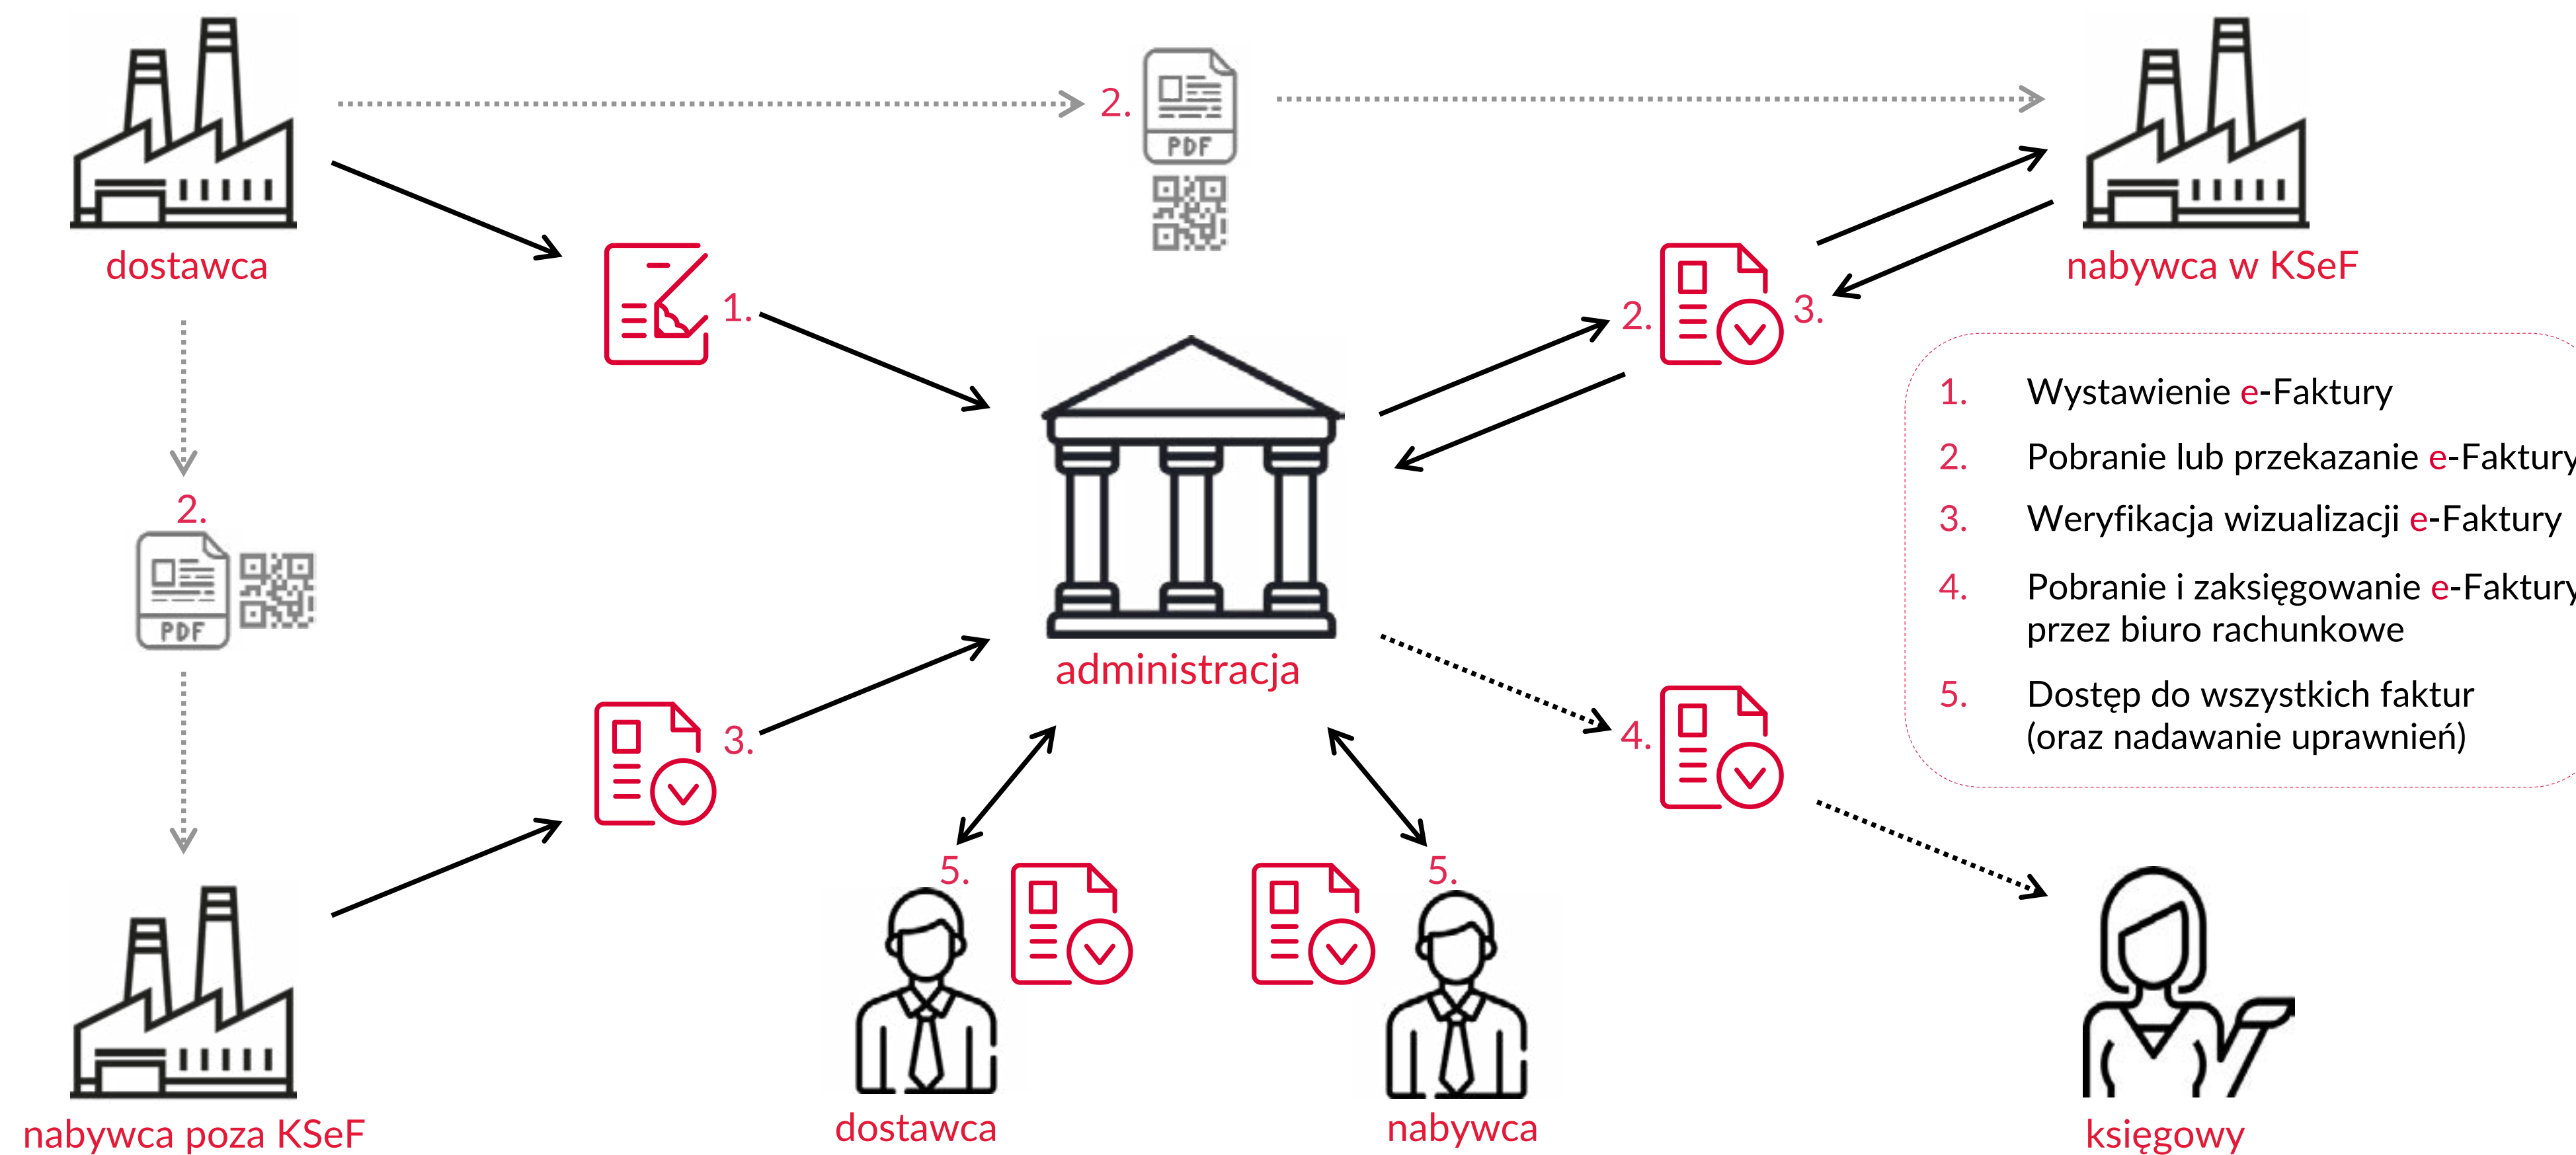 2.
PDF
dostawca
nabywca w KSeF
1.
2.
3.
1. Wystawienie e-Faktury
2. Pobranie lub przekazanie e-Faktury
3. Weryfikacja wizualizacji e-Faktury
4. Pobranie i zaksięgowanie e-Faktury
przez biuro rachunkowe
5. Dostęp do wszystkich faktur
(oraz nadawanie uprawnień)
2.
PDF
administracja
3.
4.
5.
5.
nabywca poza KSeF
dostawca
nabywca
księgowy